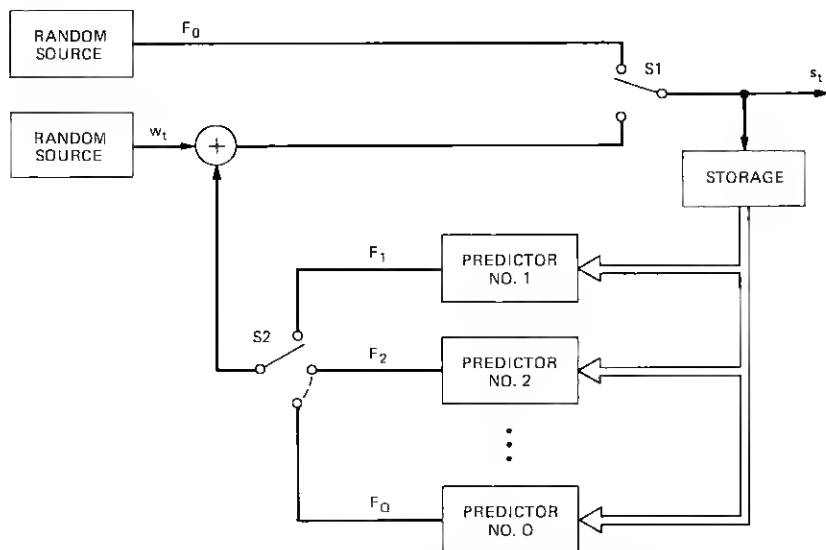 RANDOM
SOURCE
F₀
S1
sₜ
RANDOM
SOURCE
wₜ
+
STORAGE
F₁
PREDICTOR
NO. 1
S2
F₂
PREDICTOR
NO. 2
F_Q
PREDICTOR
NO. Q